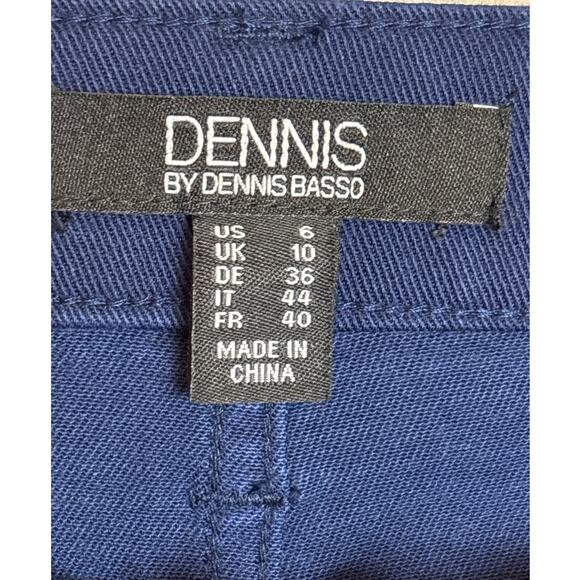 DENNIS
BY DENNIS BASSO
US 6
UK 10
DE 36
IT 44
FR 40
MADE IN
CHINA